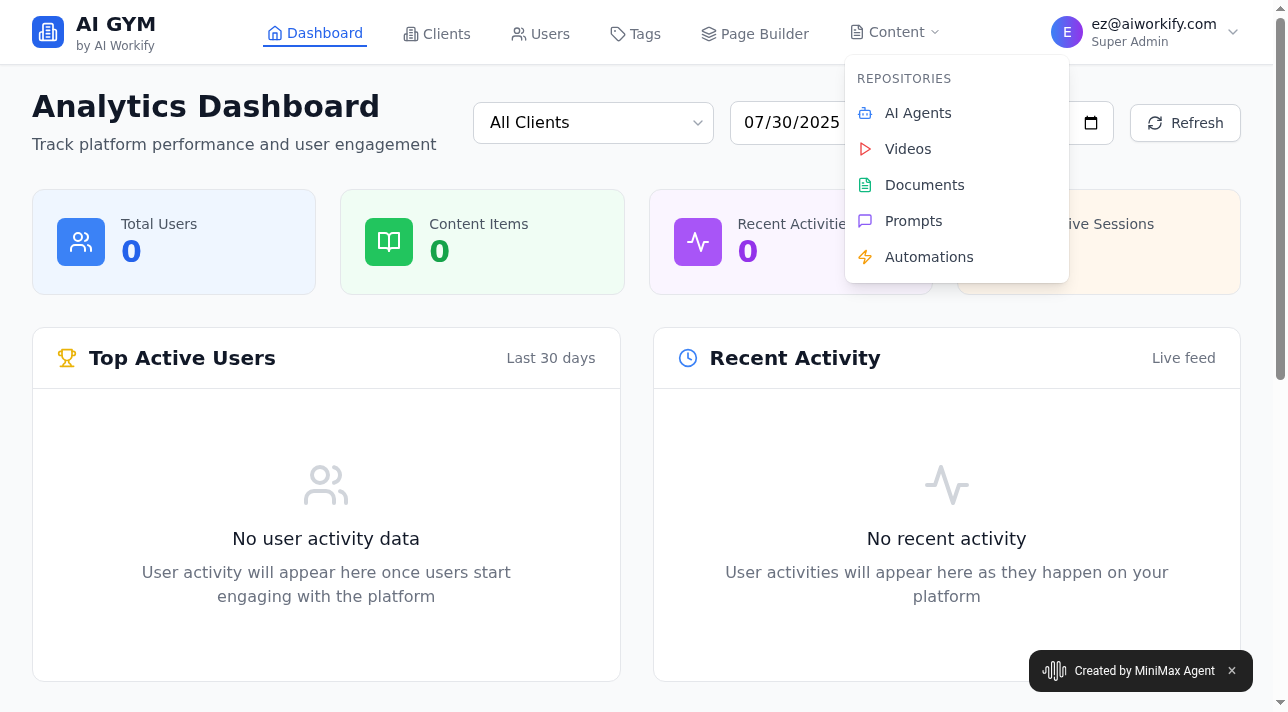 AI GYM
by AI Workify
Dashboard
Clients
Users
Tags
Page Builder
Content
E
ez@aiworkify.com
Super Admin
Analytics Dashboard
Track platform performance and user engagement
All Clients
07/30/2025
Refresh
REPOSITORIES
AI Agents
Videos
Documents
Prompts
Automations
Total Users
0
Content Items
0
Recent Activitie
0
ive Sessions
Top Active Users
Last 30 days
No user activity data
User activity will appear here once users start
engaging with the platform
Recent Activity
Live feed
No recent activity
User activities will appear here as they happen on your
platform
Created by MiniMax Agent
×